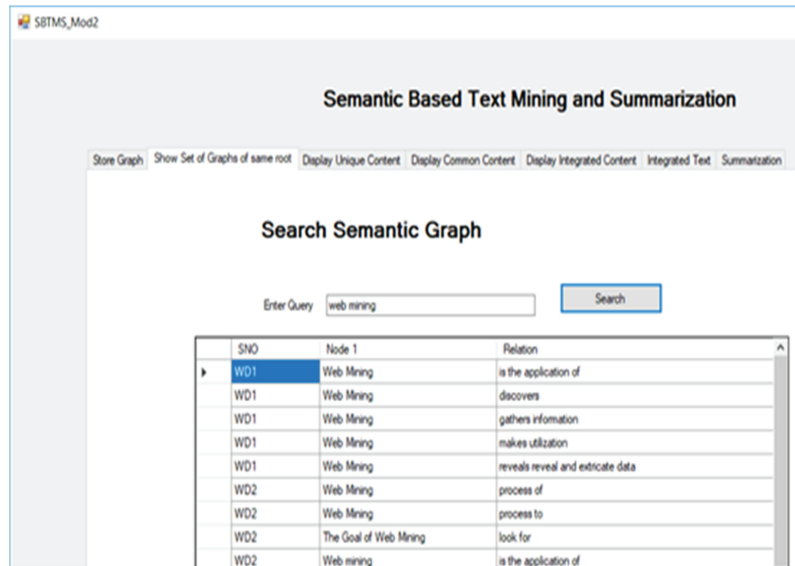 SBTMS_Mod2
Semantic Based Text Mining and Summarization
Store Graph Show Set of Graphs of same root Display Unique Content Display Common Content Display Integrated Content Integrated Text Summarization
Search Semantic Graph
Enter Query web mining Search
SNO Node 1 Relation
WD1 Web Mining is the application of
WD1 Web Mining discovers
WD1 Web Mining gathers information
WD1 Web Mining makes utilization
WD1 Web Mining reveals reveal and extricate data
WD2 Web Mining process of
WD2 Web Mining process to
WD2 The Goal of Web Mining look for
WD2 Web mining is the application of